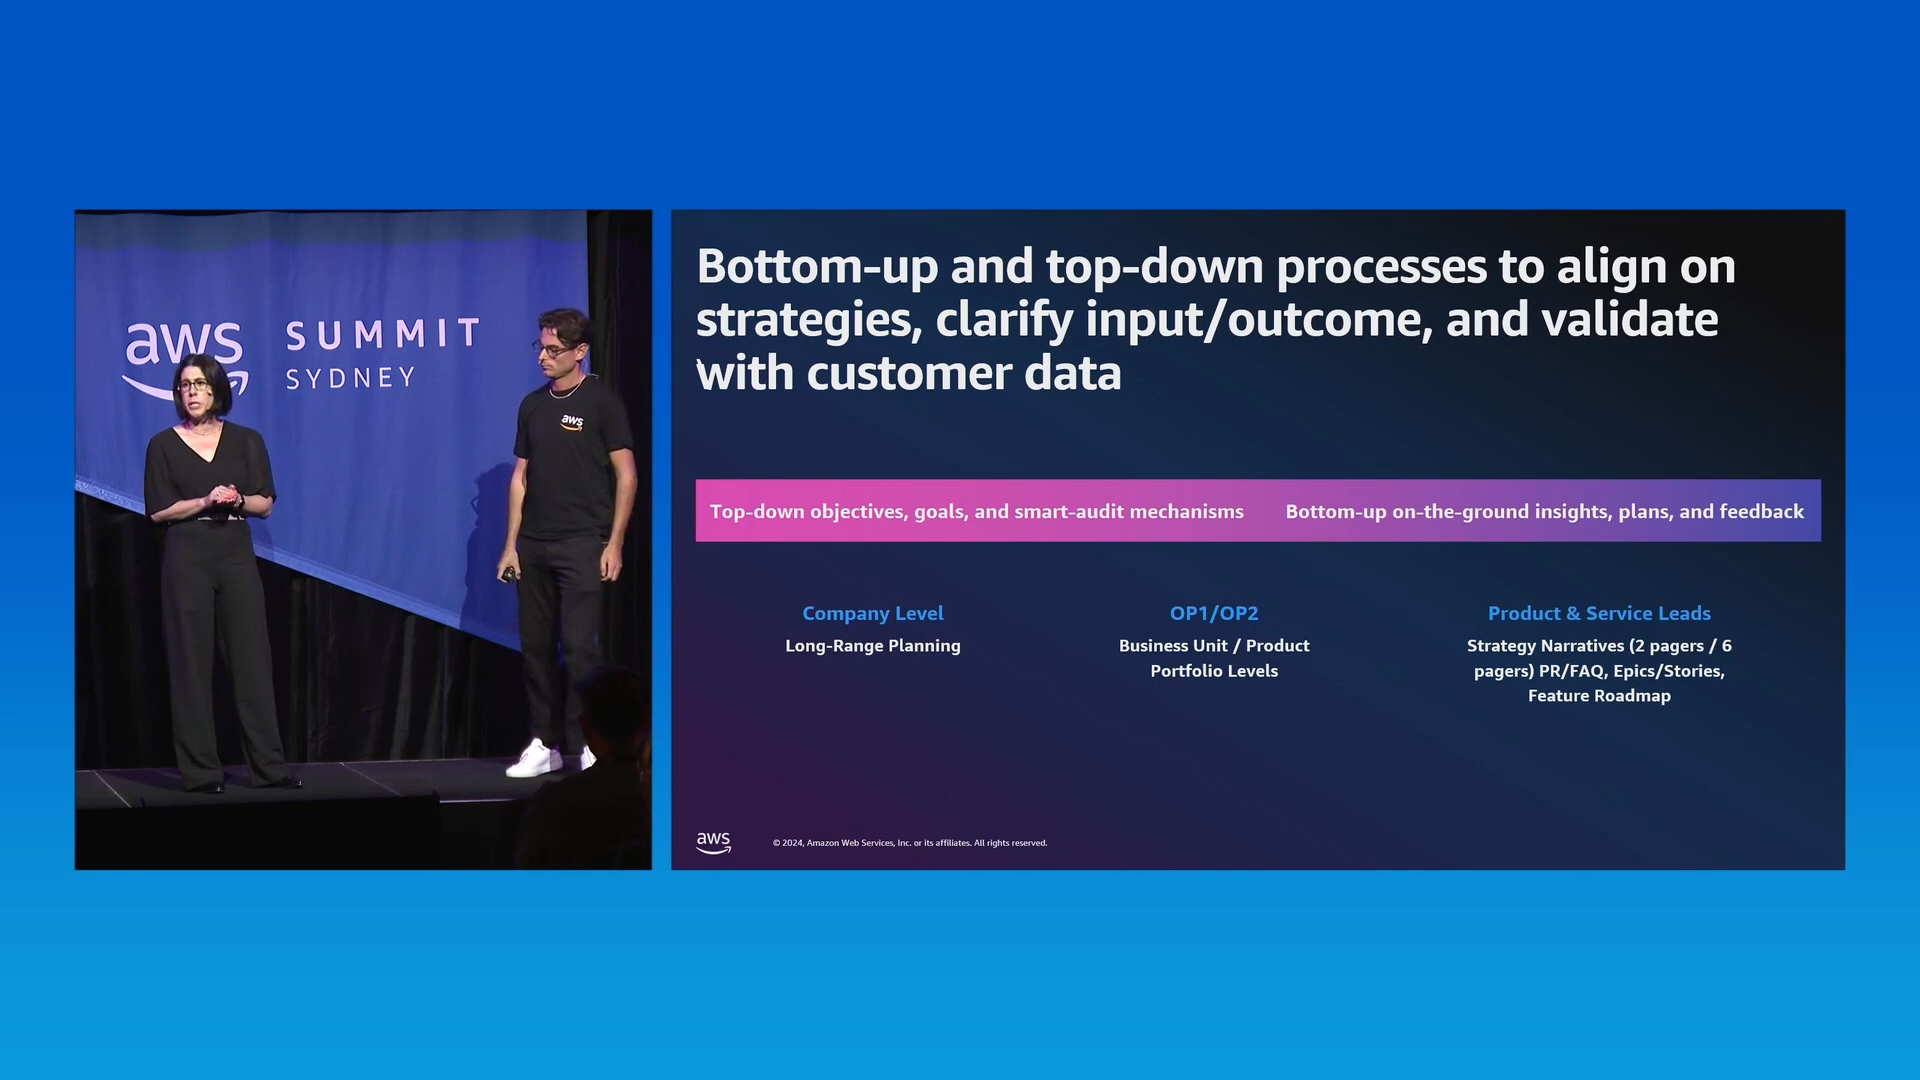 aws SUMMIT
SYDNEY
aws
Bottom-up and top-down processes to align on
strategies, clarify input/outcome, and validate
with customer data
Top-down objectives, goals, and smart-audit mechanisms
Bottom-up on-the-ground insights, plans, and feedback
Company Level
Long-Range Planning
OP1/OP2
Business Unit / Product
Portfolio Levels
Product & Service Leads
Strategy Narratives (2 pagers / 6
pagers) PR/FAQ, Epics/Stories,
Feature Roadmap
aws
© 2024, Amazon Web Services, Inc. or its affiliates. All rights reserved.